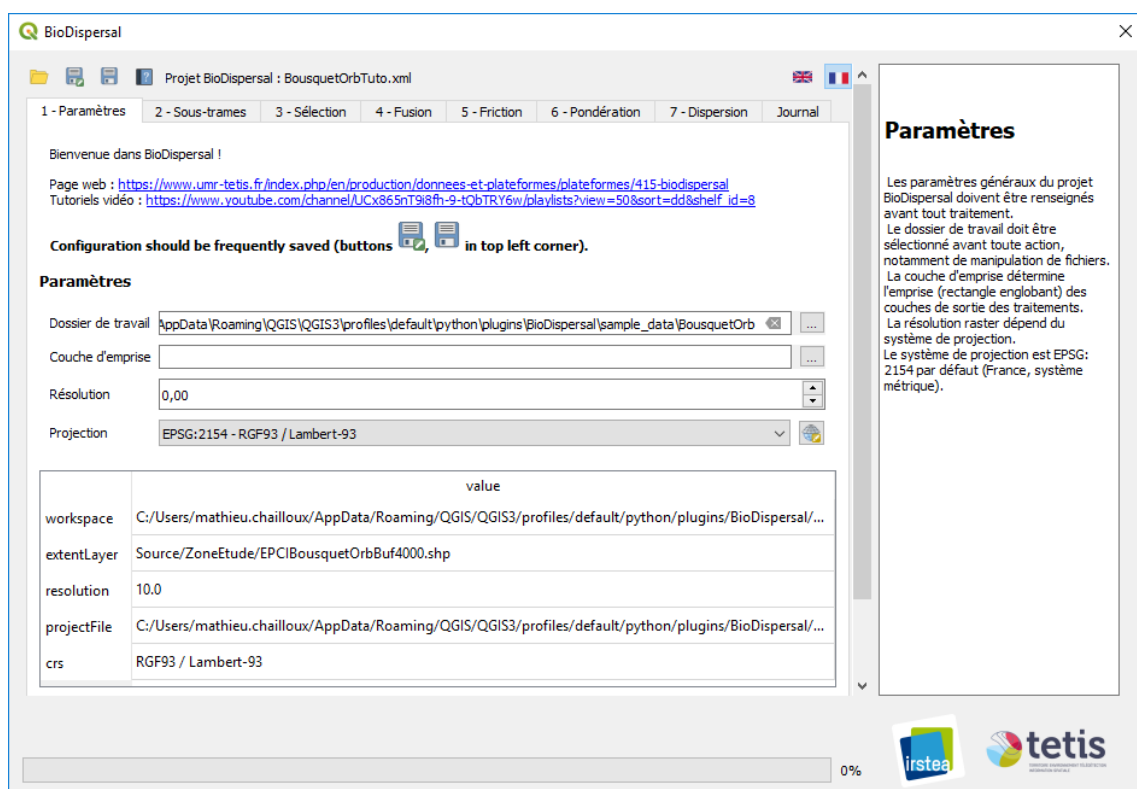 BioDispersal
Projet BioDispersal : BousquetOrbTuto.xml
1 - Paramètres 2 - Sous-trames 3 - Sélection 4 - Fusion 5 - Friction 6 - Pondération 7 - Dispersion Journal
Bienvenue dans BioDispersal !
Page web : https://www.umr-tetis.fr/index.php/en/production/donnees-et-plateformes/plateformes/415-biodispersal
Tutoriels vidéo : https://www.youtube.com/channel/UCx865nT9i8fh-9-tQbTRY6w/playlists?view=50&sort=dd&shelf_id=8
Configuration should be frequently saved (buttons , in top left corner).
Paramètres
Dossier de travail AppData\Roaming\QGIS\QGIS3\profiles\default\python\plugins\BioDispersal\sample_data\BousquetOrb ...
Couche d'emprise ...
Résolution 0,00
Projection EPSG:2154 - RGF93 / Lambert-93
value
workspace C:/Users/mathieu.chailloux/AppData/Roaming/QGIS/QGIS3/profiles/default/python/plugins/BioDispersal/...
extentLayer Source/ZoneEtude/EPCIBousquetOrbBuf4000.shp
resolution 10.0
projectFile C:/Users/mathieu.chailloux/AppData/Roaming/QGIS/QGIS3/profiles/default/python/plugins/BioDispersal/...
crs RGF93 / Lambert-93
Paramètres
Les paramètres généraux du projet
BioDispersal doivent être renseignés
avant tout traitement.
Le dossier de travail doit être
sélectionné avant toute action,
notamment de manipulation de fichiers.
La couche d'emprise détermine
l'emprise (rectangle englobant) des
couches de sortie des traitements.
La résolution raster dépend du
système de projection.
Le système de projection est EPSG:
2154 par défaut (France, système
métrique).
0%
irstea
tetis